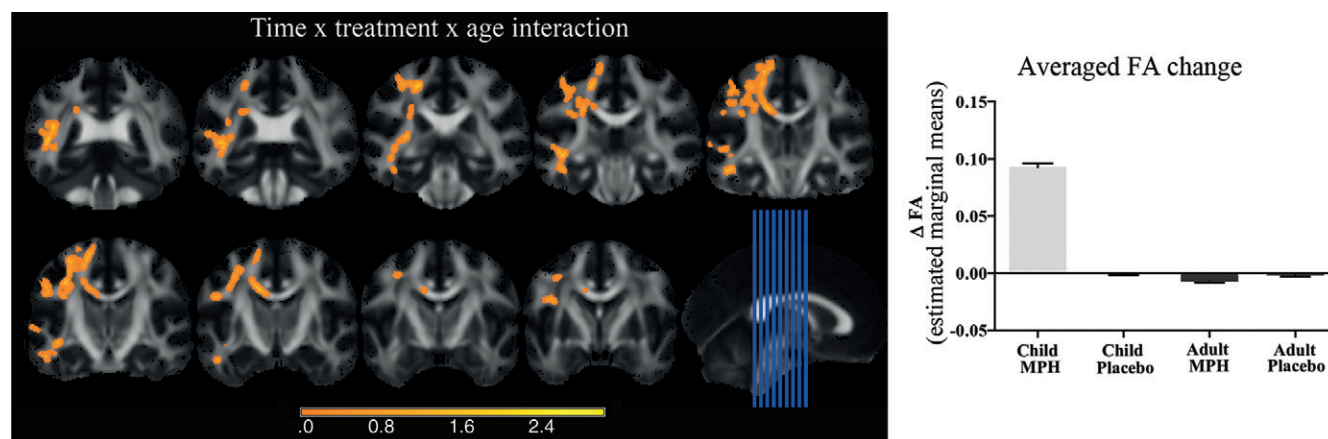 Time x treatment x age interaction
.0 0.8 1.6 2.4
Averaged FA change
Δ FA
(estimated marginal means)
0.15
0.10
0.05
0.00
-0.05
Child MPH
Child Placebo
Adult MPH
Adult Placebo